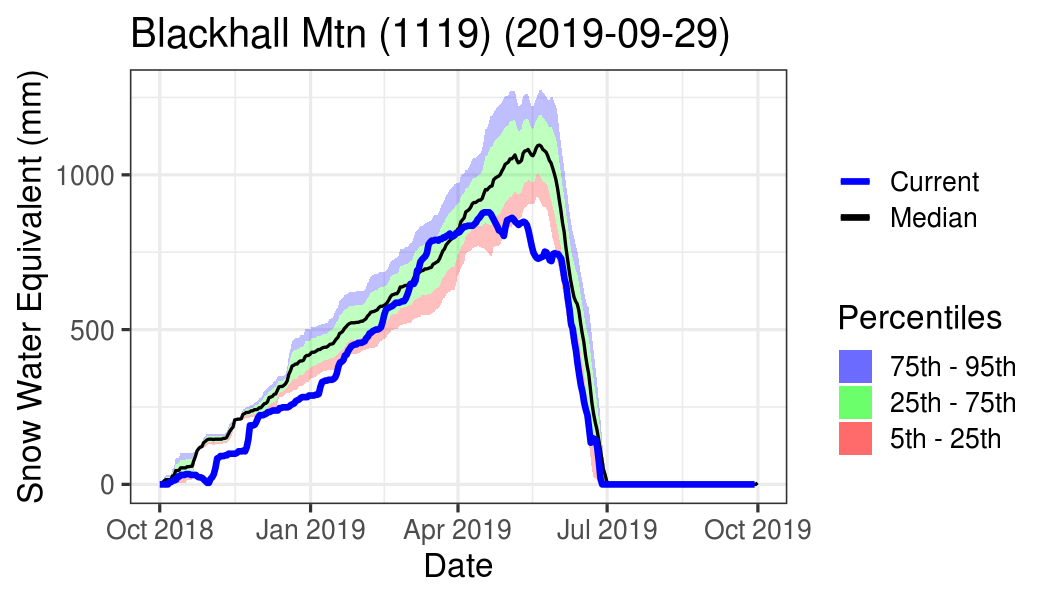 Blackhall Mtn (1119) (2019-09-29)
Snow Water Equivalent (mm)
1000
500
0
Oct 2018 Jan 2019 Apr 2019 Jul 2019 Oct 2019
Date
Current
Median
Percentiles
75th - 95th
25th - 75th
5th - 25th